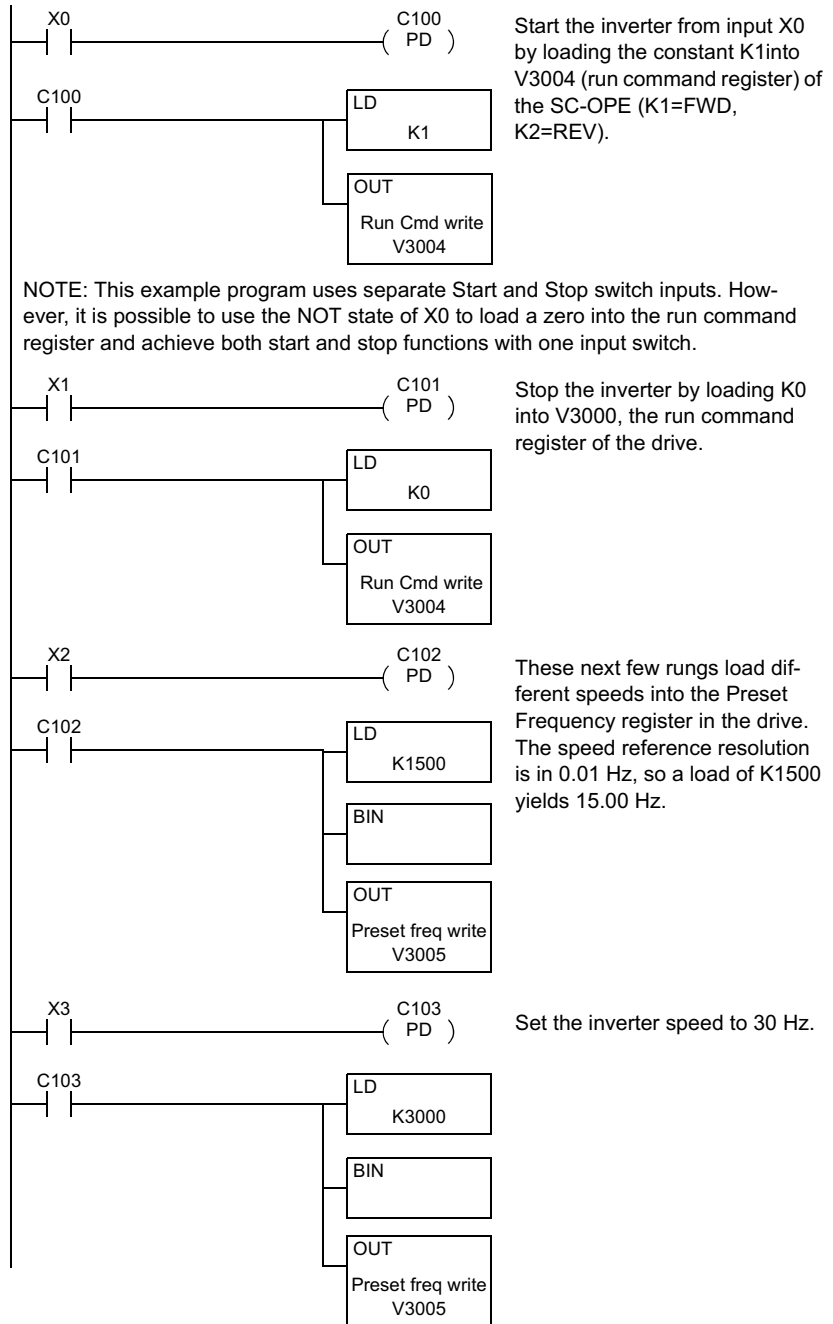 X0
C100
PD
Start the inverter from input X0
by loading the constant K1into
V3004 (run command register) of
the SC-OPE (K1=FWD,
K2=REV).
C100
LD
K1
OUT
Run Cmd write
V3004
NOTE: This example program uses separate Start and Stop switch inputs. How-
ever, it is possible to use the NOT state of X0 to load a zero into the run command
register and achieve both start and stop functions with one input switch.
X1
C101
PD
Stop the inverter by loading K0
into V3000, the run command
register of the drive.
C101
LD
K0
OUT
Run Cmd write
V3004
X2
C102
PD
These next few rungs load dif-
ferent speeds into the Preset
Frequency register in the drive.
The speed reference resolution
is in 0.01 Hz, so a load of K1500
yields 15.00 Hz.
C102
LD
K1500
BIN
OUT
Preset freq write
V3005
X3
C103
PD
Set the inverter speed to 30 Hz.
C103
LD
K3000
BIN
OUT
Preset freq write
V3005